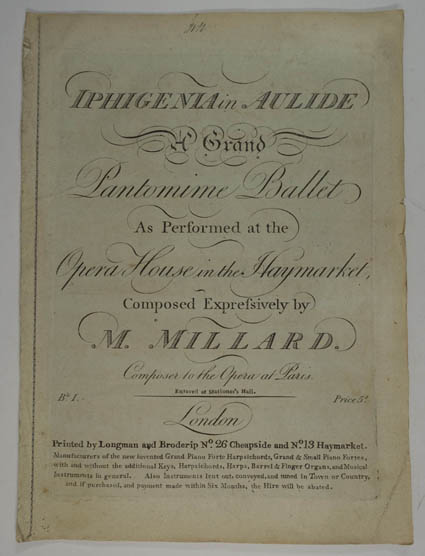 44
IPHIGENIA in AULIDE
A Grand
Pantomime Ballet
As Performed at the
Opera House in the Haymarket,
Composed Expreſsively by
M. MILLARD.
Composer to the Opera at Paris.
Entered at Stationer's Hall.
Bk. I. Price 5s.
London
Printed by Longman and Broderip No. 26 Cheapside and No. 13 Haymarket.
Manufacturers of the new invented Grand Piano Forte Harpsichords, Grand & Small Piano Fortes,
with and without the additional Keys, Harpsichords, Harps, Barrel & Finger Organs, and Musical
Instruments in general. Also Instruments lent out, conveyed, and tuned in Town or Country,
and if purchased, and payment made within Six Months, the Hire will be abated.